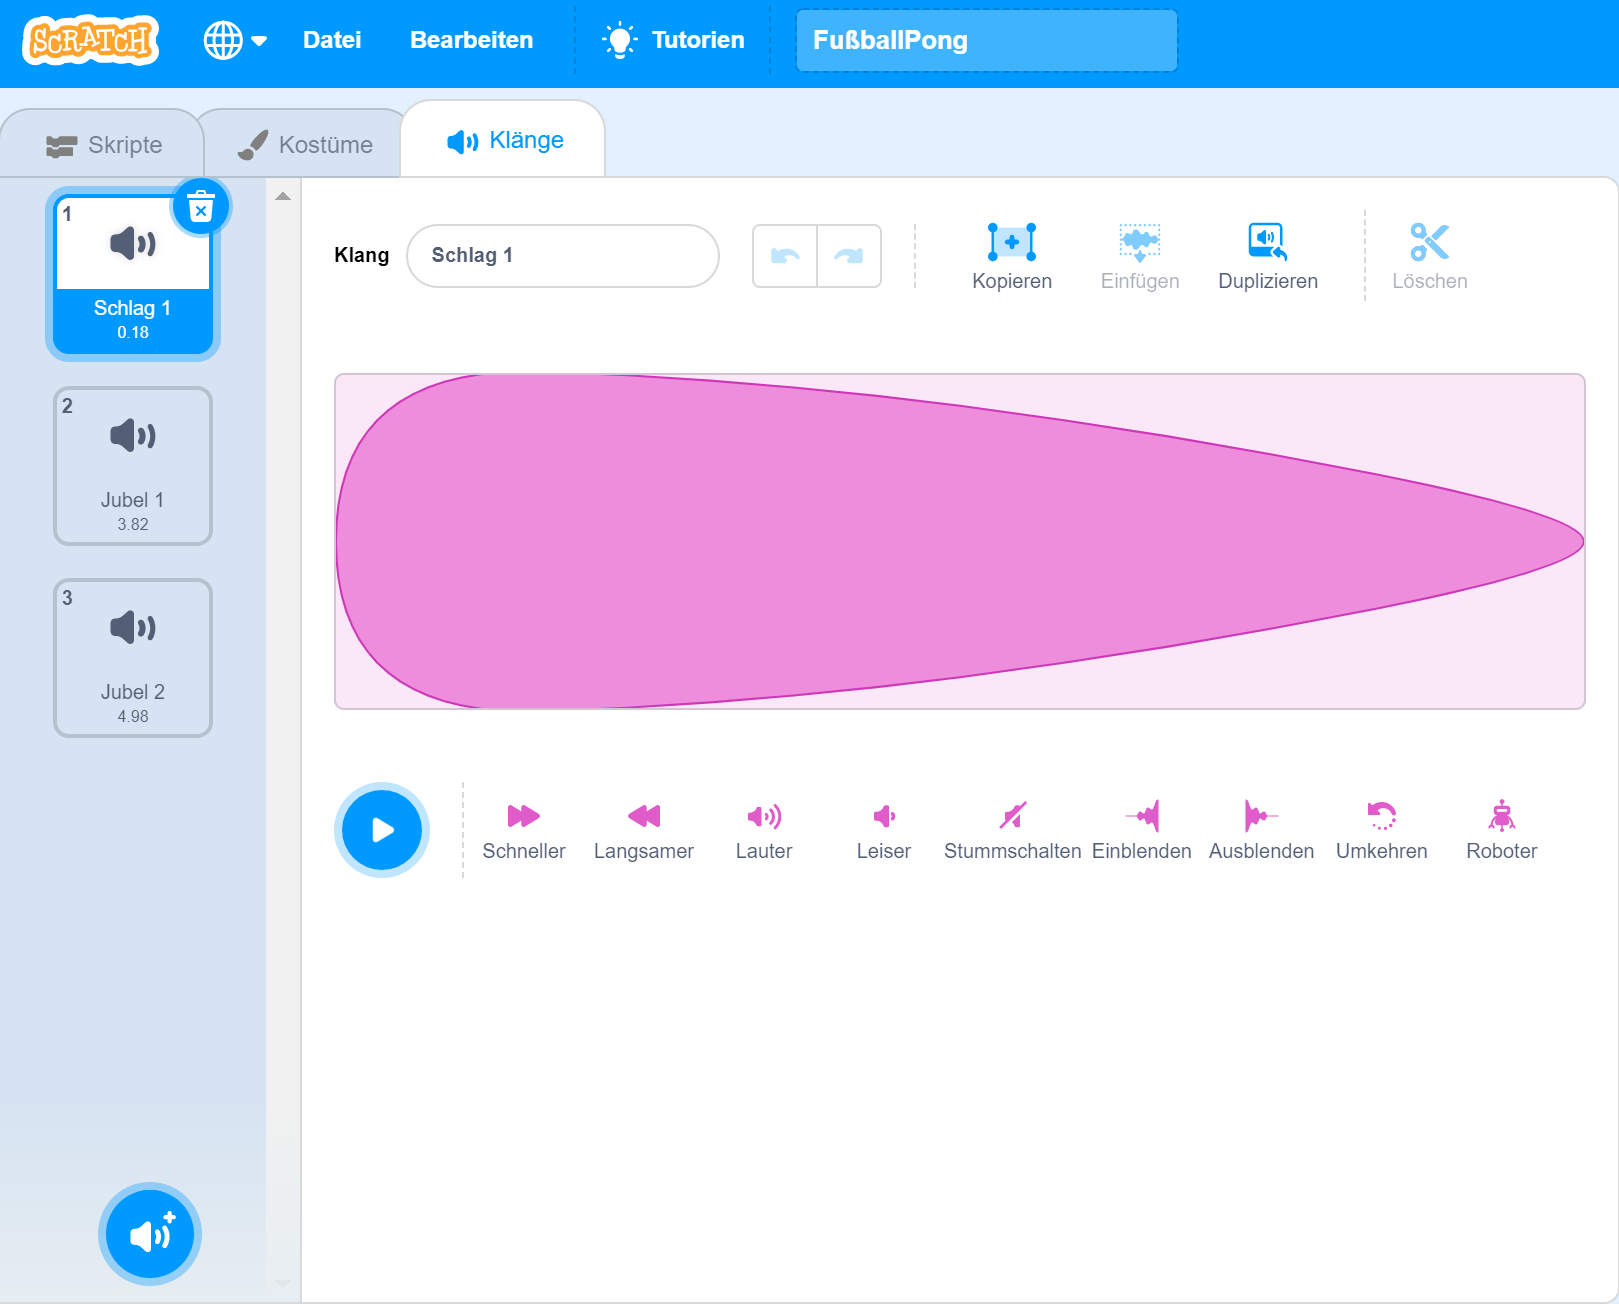 SCRATCH Datei Bearbeiten Tutorien FußballPong
Skripte Kostüme Klänge
1
Schlag 1
0.18
2
Jubel 1
3.82
3
Jubel 2
4.98
Klang Schlag 1 Kopieren Einfügen Duplizieren Löschen
Schneller Langsamer Lauter Leiser Stummschalten Einblenden Ausblenden Umkehren Roboter